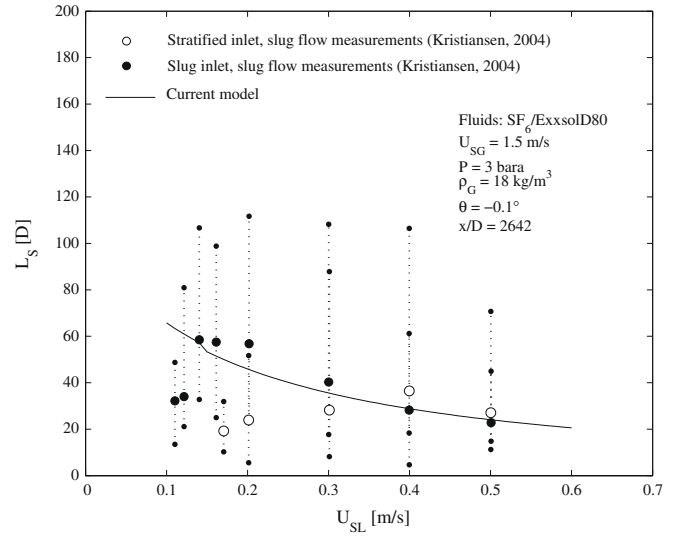 200
180
160
140
120
100
80
60
40
20
0
L_S [D]
Stratified inlet, slug flow measurements (Kristiansen, 2004)
Slug inlet, slug flow measurements (Kristiansen, 2004)
Current model
Fluids: SF_6/ExxsolD80
U_SG = 1.5 m/s
P = 3 bara
ρ_G = 18 kg/m^3
θ = −0.1°
x/D = 2642
0 0.1 0.2 0.3 0.4 0.5 0.6 0.7
U_SL [m/s]